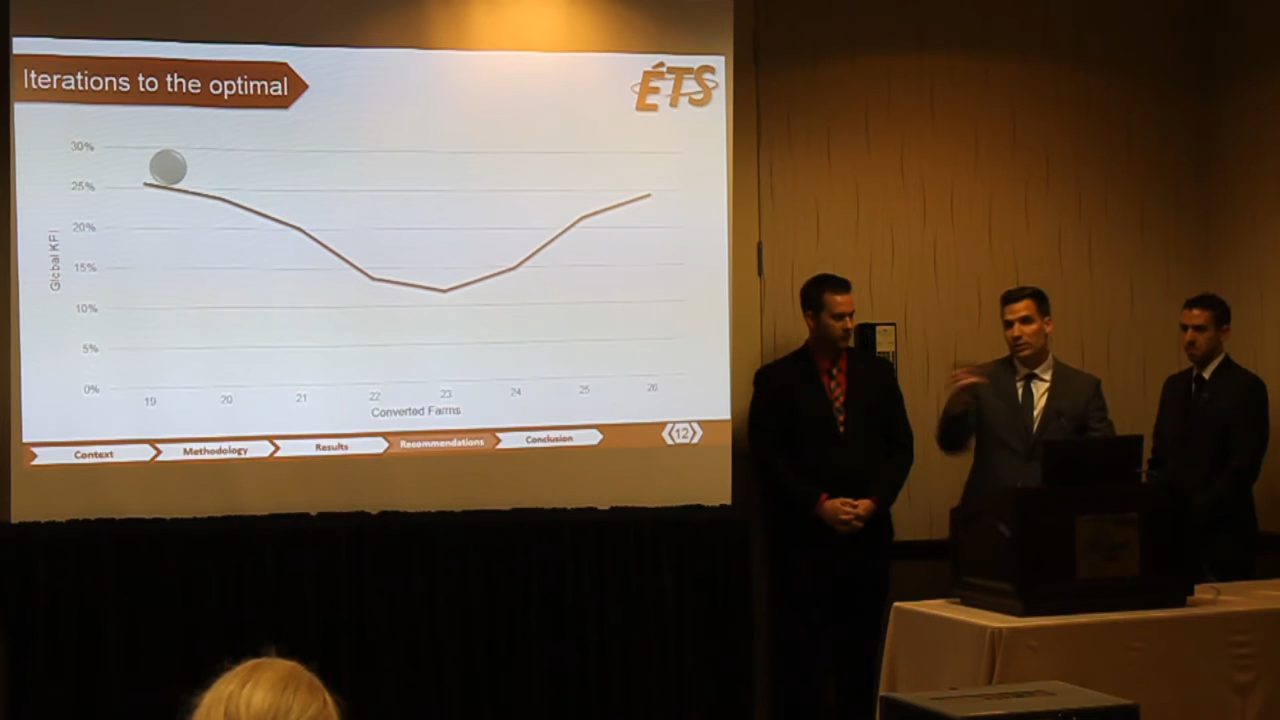 Iterations to the optimal
ÉTS
30%
25%
20%
15%
10%
5%
0%
Global KPI
19 20 21 22 23 24 25 26
Converted Farms
Context Methodology Results Recommendations Conclusion 12